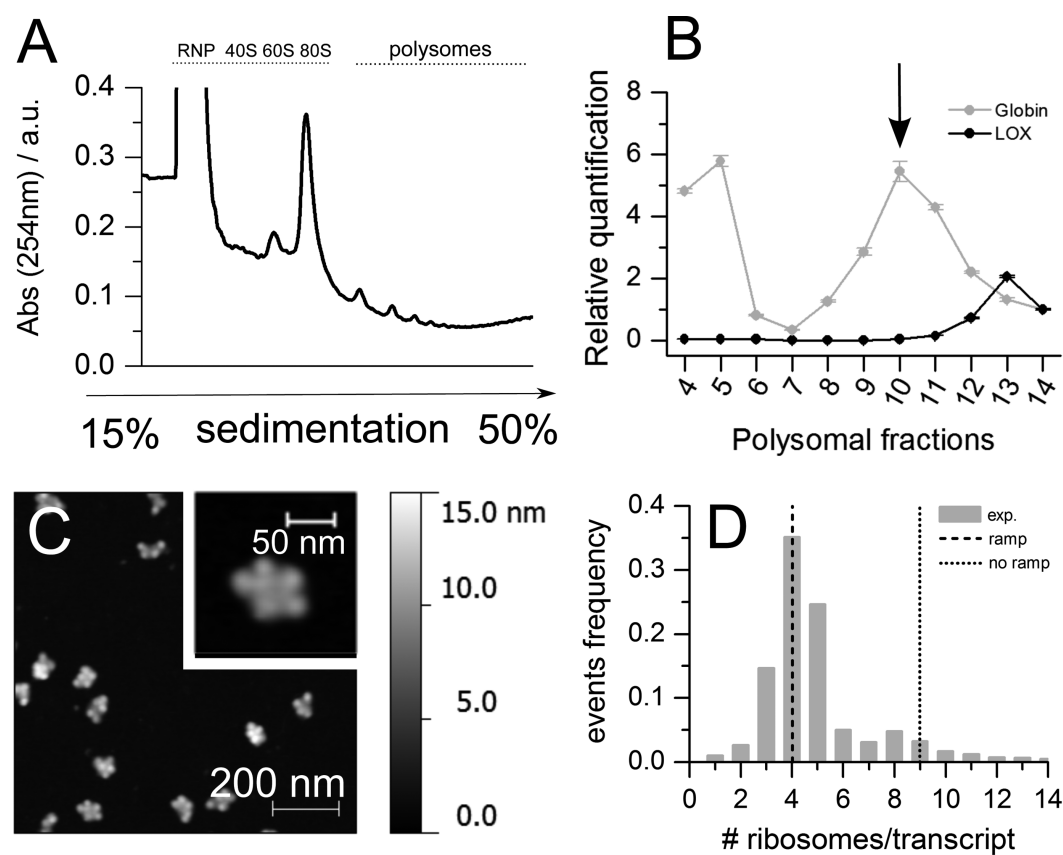 A
RNP 40S 60S 80S polysomes
Abs (254nm) / a.u.
0.4
0.3
0.2
0.1
0.0
15% sedimentation 50%
B
Globin
LOX
Relative quantification
8
6
4
2
0
4 5 6 7 8 9 10 11 12 13 14
Polysomal fractions
C
50 nm
200 nm
15.0 nm
10.0
5.0
0.0
D
exp.
ramp
no ramp
events frequency
0.4
0.3
0.2
0.1
0.0
0 2 4 6 8 10 12 14
# ribosomes/transcript